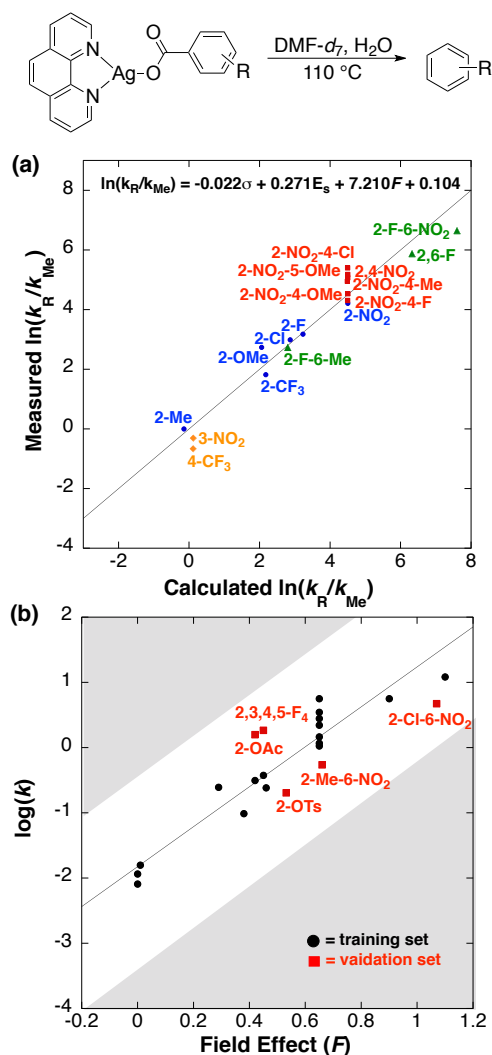 N
N
Ag
O
O
R
DMF-d7, H2O
110 °C
R
(a)
ln(kR/kMe) = -0.022σ + 0.271Es + 7.210F + 0.104
8
6
4
2
0
-2
-4
Measured ln(kR/kMe)
2-F-6-NO2
2,6-F
2-NO2-4-Cl
2-NO2-5-OMe
2,4-NO2
2-NO2-4-Me
2-NO2-4-OMe
2-NO2-4-F
2-NO2
2-F
2-Cl
2-OMe
2-F-6-Me
2-CF3
2-Me
3-NO2
4-CF3
-2 0 2 4 6 8
Calculated ln(kR/kMe)
(b)
2
1
0
-1
-2
-3
-4
log(k)
2,3,4,5-F4
2-OAc
2-Cl-6-NO2
2-Me-6-NO2
2-OTs
= training set
= vaidation set
0 0.2 0.4 0.6 0.8 1 1.2
Field Effect (F)